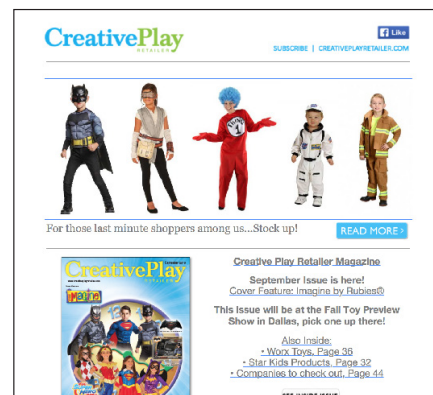 CreativePlay
RETAILER
Like
SUBSCRIBE | CREATIVEPLAYRETAILER.COM
1
For those last minute shoppers among us...Stock up!
READ MORE >
CreativePlay
RETAILER
imagine
Creative Play Retailer Magazine
September Issue is here!
Cover Feature: Imagine by Rubies®
This Issue will be at the Fall Toy Preview
Show in Dallas, pick one up there!
Also Inside:
• Worx Toys, Page 36
• Star Kids Products, Page 32
• Companies to check out, Page 44